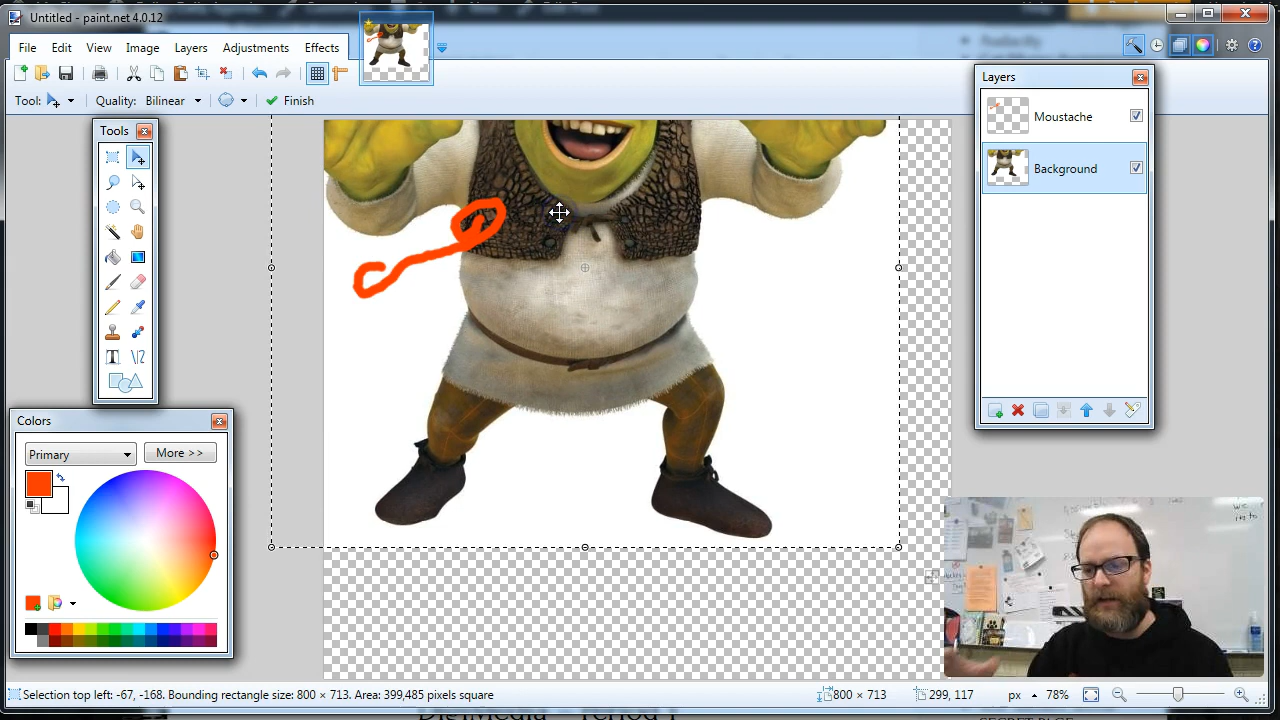 Untitled - paint.net 4.0.12
File Edit View Image Layers Adjustments Effects
Tool: Quality: Bilinear Finish
Tools
Layers
Moustache
Background
Colors
Primary
More >>
Selection top left: -67, -168. Bounding rectangle size: 800 × 713. Area: 399,485 pixels square
800 × 713
299, 117
px
78%